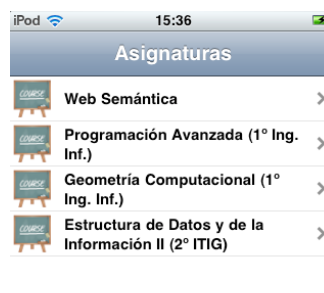 iPod 15:36
Asignaturas
COURSE Web Semántica
COURSE Programación Avanzada (1º Ing.
Inf.)
COURSE Geometría Computacional (1º
Ing. Inf.)
COURSE Estructura de Datos y de la
Información II (2º ITIG)